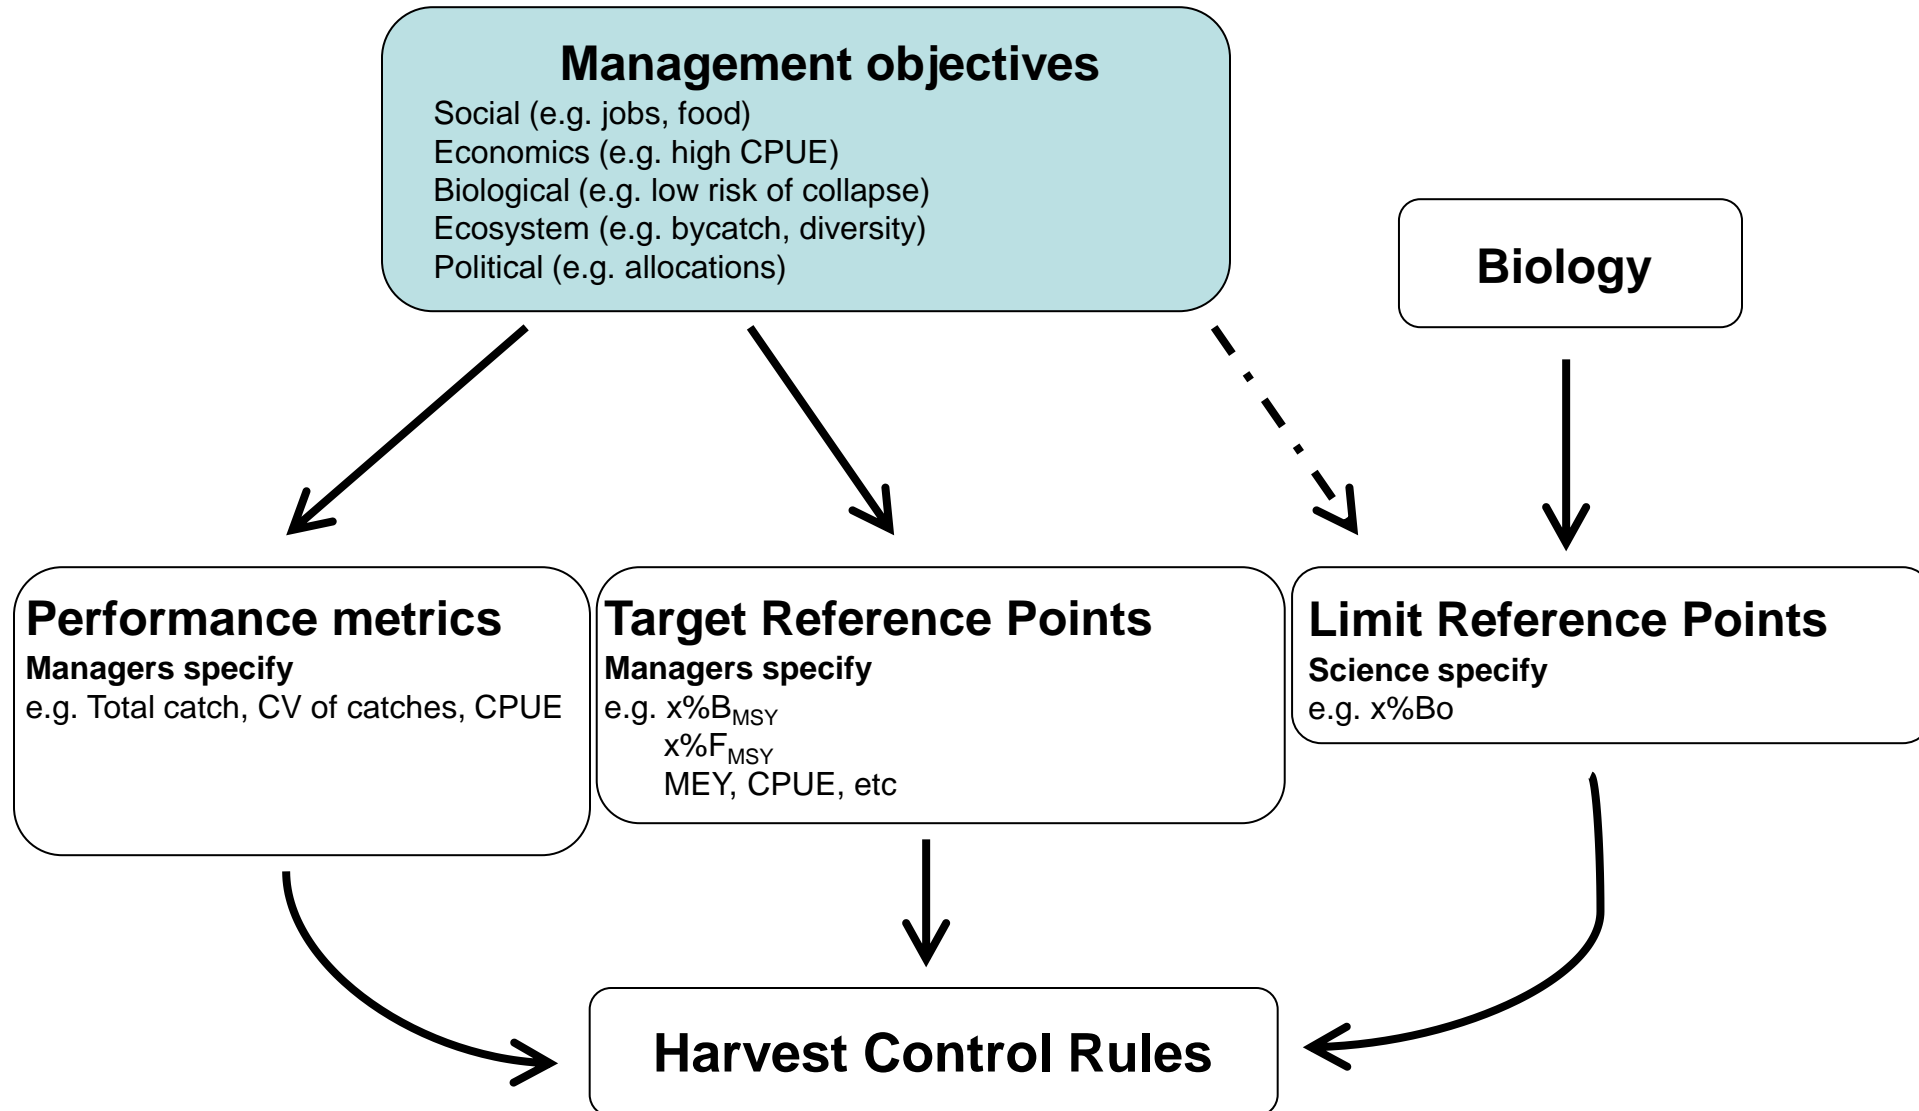 Management objectives
Social (e.g. jobs, food)
Economics (e.g. high CPUE)
Biological (e.g. low risk of collapse)
Ecosystem (e.g. bycatch, diversity)
Political (e.g. allocations)
Biology
Performance metrics
Managers specify
e.g. Total catch, CV of catches, CPUE
Target Reference Points
Managers specify
e.g. x%BMSY
x%FMSY
MEY, CPUE, etc
Limit Reference Points
Science specify
e.g. x%Bo
Harvest Control Rules